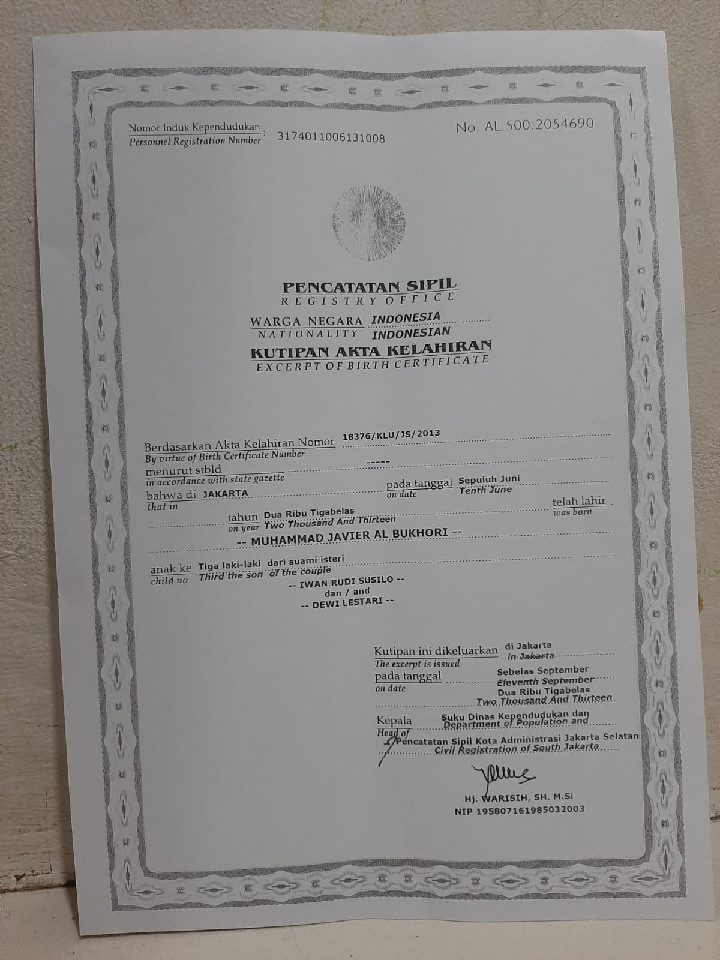 Nomor Induk Kependudukan : 3174011006131008
Personnel Registration Number
No. AL 500.2054690
PENCATATAN SIPIL
REGISTRY OFFICE
WARGA NEGARA INDONESIA
NATIONALITY INDONESIAN
KUTIPAN AKTA KELAHIRAN
EXCERPT OF BIRTH CERTIFICATE
Berdasarkan Akta Kelahiran Nomor 18376/KLU/JS/2013
By virtue of Birth Certificate Number
menurut stbld -----
in accordance with state gazette
bahwa di JAKARTA pada tanggal Sepuluh Juni
that in on date Tenth June
tahun Dua Ribu Tigabelas telah lahir
on year Two Thousand And Thirteen was born
-- MUHAMMAD JAVIER AL BUKHORI --
anak ke Tiga laki-laki dari suami isteri
child no Third the son of the couple
-- IWAN RUDI SUSILO --
dan / and
-- DEWI LESTARI --
Kutipan ini dikeluarkan di Jakarta
The excerpt is issued in Jakarta
pada tanggal Sebelas September
on date Eleventh September
Dua Ribu Tigabelas
Two Thousand And Thirteen
Kepala Suku Dinas Kependudukan dan
Head of Department of Population and
Pencatatan Sipil Kota Administrasi Jakarta Selatan
Civil Registration of South Jakarta
Hj. WARISIH, SH. M.Si
NIP 195807161985032003